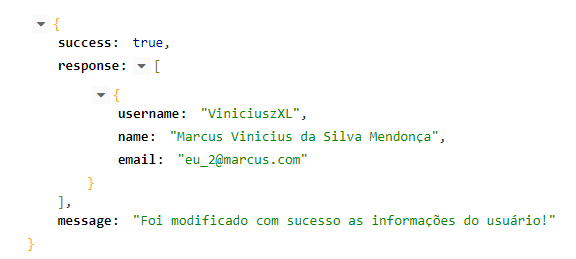 {
success: true,
response: [
{
username: "ViniciuszXL",
name: "Marcus Vinicius da Silva Mendonça",
email: "eu_2@marcus.com"
}
],
message: "Foi modificado com sucesso as informações do usuário!"
}